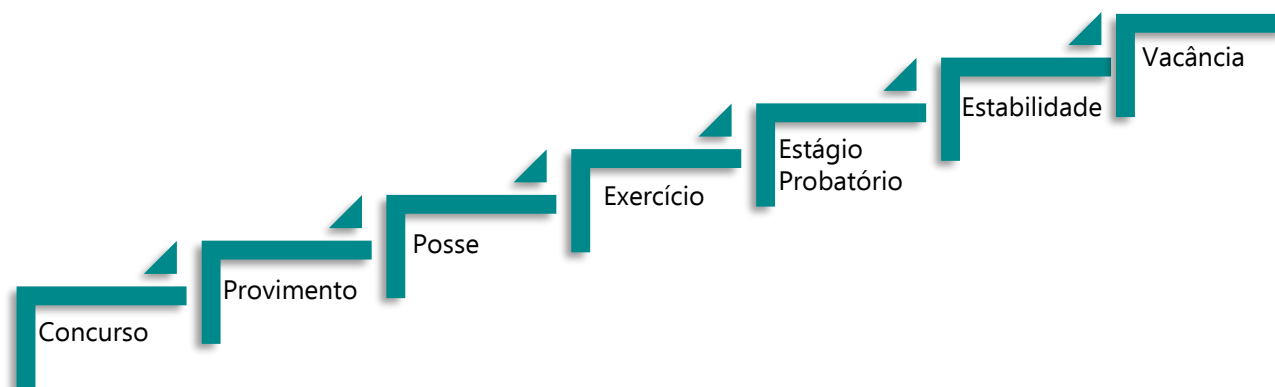 Concurso
Provimento
Posse
Exercício
Estágio
Probatório
Estabilidade
Vacância